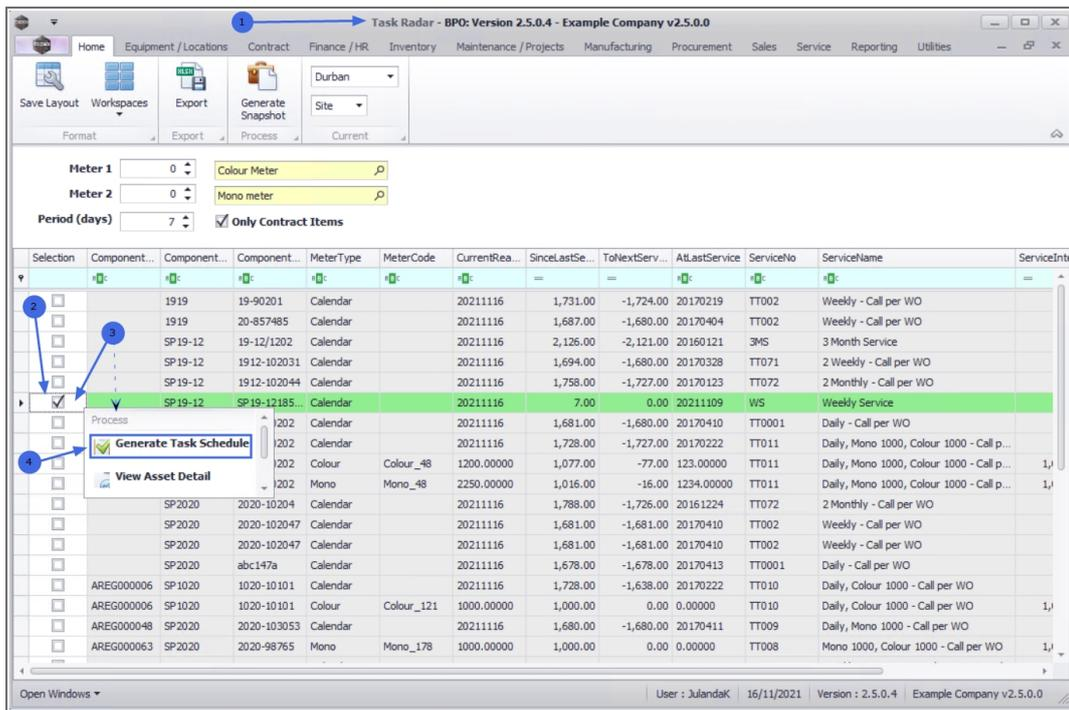 1
Task Radar - BPO: Version 2.5.0.4 - Example Company v2.5.0.0
Home Equipment / Locations Contract Finance / HR Inventory Maintenance / Projects Manufacturing Procurement Sales Service Reporting Utilities
Save Layout Workspaces Export Generate Snapshot Durban Site
Format Export Process Current
Meter 1 0 Colour Meter
Meter 2 0 Mono meter
Period (days) 7 Only Contract Items
Selection Component... Component... Component... MeterType MeterCode CurrentRea... SinceLastSe... ToNextServ... AtLastService ServiceNo ServiceName ServiceInte
1919 19-90201 Calendar 20211116 1,731.00 -1,724.00 20170219 TT002 Weekly - Call per WO
2
1919 20-857485 Calendar 20211116 1,687.00 -1,680.00 20170404 TT002 Weekly - Call per WO
3
SP19-12 19-12/1202 Calendar 20211116 2,126.00 -2,121.00 20160121 3MS 3 Month Service
SP19-12 1912-102031 Calendar 20211116 1,694.00 -1,680.00 20170328 TT071 2 Weekly - Call per WO
SP19-12 1912-102044 Calendar 20211116 1,758.00 -1,727.00 20170123 TT072 2 Monthly - Call per WO
SP19-12 SP19-12185... Calendar 20211116 7.00 0.00 20211109 WS Weekly Service
Process 202 Calendar 20211116 1,681.00 -1,680.00 20170410 TT0001 Daily - Call per WO
Generate Task Schedule 202 Calendar 20211116 1,728.00 -1,727.00 20170222 TT011 Daily, Mono 1000, Colour 1000 - Call p...
4
202 Colour Colour_48 1200.00000 1,077.00 -77.00 123.00000 TT011 Daily, Mono 1000, Colour 1000 - Call p... 1,
View Asset Detail 202 Mono Mono_48 2250.00000 1,016.00 -16.00 1234.00000 TT011 Daily, Mono 1000, Colour 1000 - Call p... 1,
SP2020 2020-10204 Calendar 20211116 1,788.00 -1,726.00 20161224 TT072 2 Monthly - Call per WO
SP2020 2020-102047 Calendar 20211116 1,681.00 -1,681.00 20170410 TT002 Weekly - Call per WO
SP2020 2020-102047 Calendar 20211116 1,681.00 -1,681.00 20170410 TT002 Weekly - Call per WO
SP2020 abc147a Calendar 20211116 1,678.00 -1,678.00 20170413 TT0001 Daily - Call per WO
AREG000006 SP1020 1020-10101 Calendar 20211116 1,728.00 -1,638.00 20170222 TT010 Daily, Colour 1000 - Call per WO
AREG000006 SP1020 1020-10101 Colour Colour_121 1000.00000 1,000.00 0.00 0.00000 TT010 Daily, Colour 1000 - Call per WO 1,
AREG000048 SP2020 2020-103053 Calendar 20211116 1,680.00 -1,680.00 20170411 TT009 Daily, Mono 1000 - Call per WO
AREG000063 SP2020 2020-98765 Mono Mono_178 1000.00000 1,000.00 0.00 0.00000 TT008 Mono 1000, Colour 1000 - Call per WO 1,
Open Windows User : JulandaK 16/11/2021 Version : 2.5.0.4 Example Company v2.5.0.0